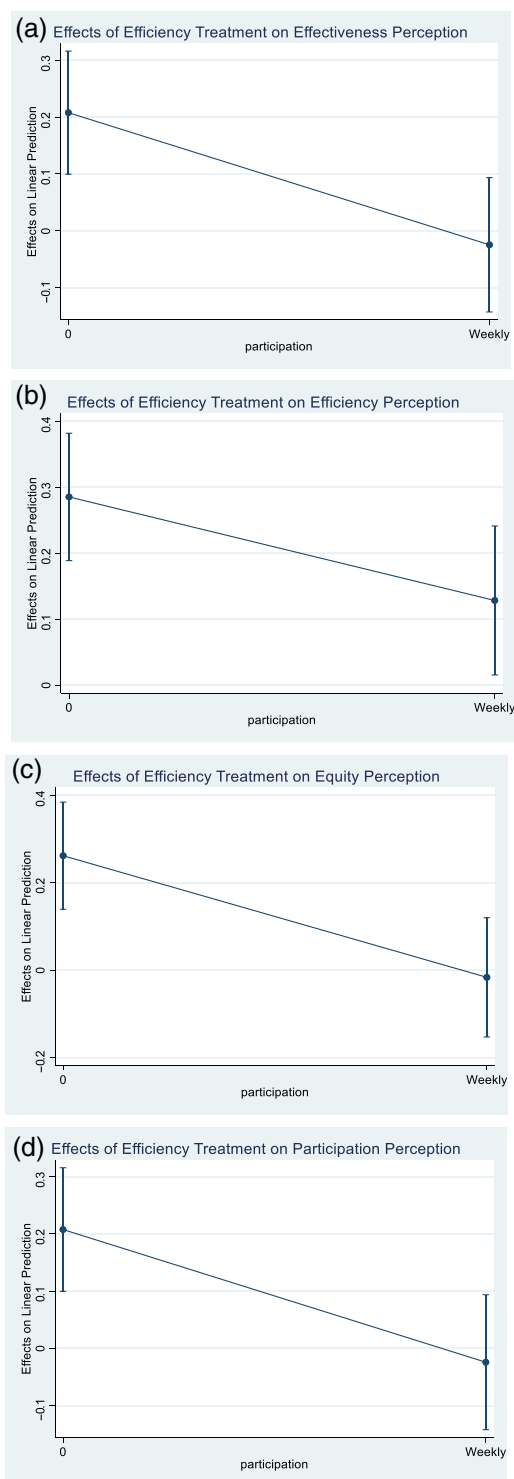 (a) Effects of Efficiency Treatment on Effectiveness Perception
Effects on Linear Prediction
0.3
0.2
0.1
0
−0.1
0 Weekly
participation
(b) Effects of Efficiency Treatment on Efficiency Perception
Effects on Linear Prediction
0.4
0.3
0.2
0.1
0
0 Weekly
participation
(c) Effects of Efficiency Treatment on Equity Perception
Effects on Linear Prediction
0.4
0.2
0
−0.2
0 Weekly
participation
(d) Effects of Efficiency Treatment on Participation Perception
Effects on Linear Prediction
0.3
0.2
0.1
0
−0.1
0 Weekly
participation